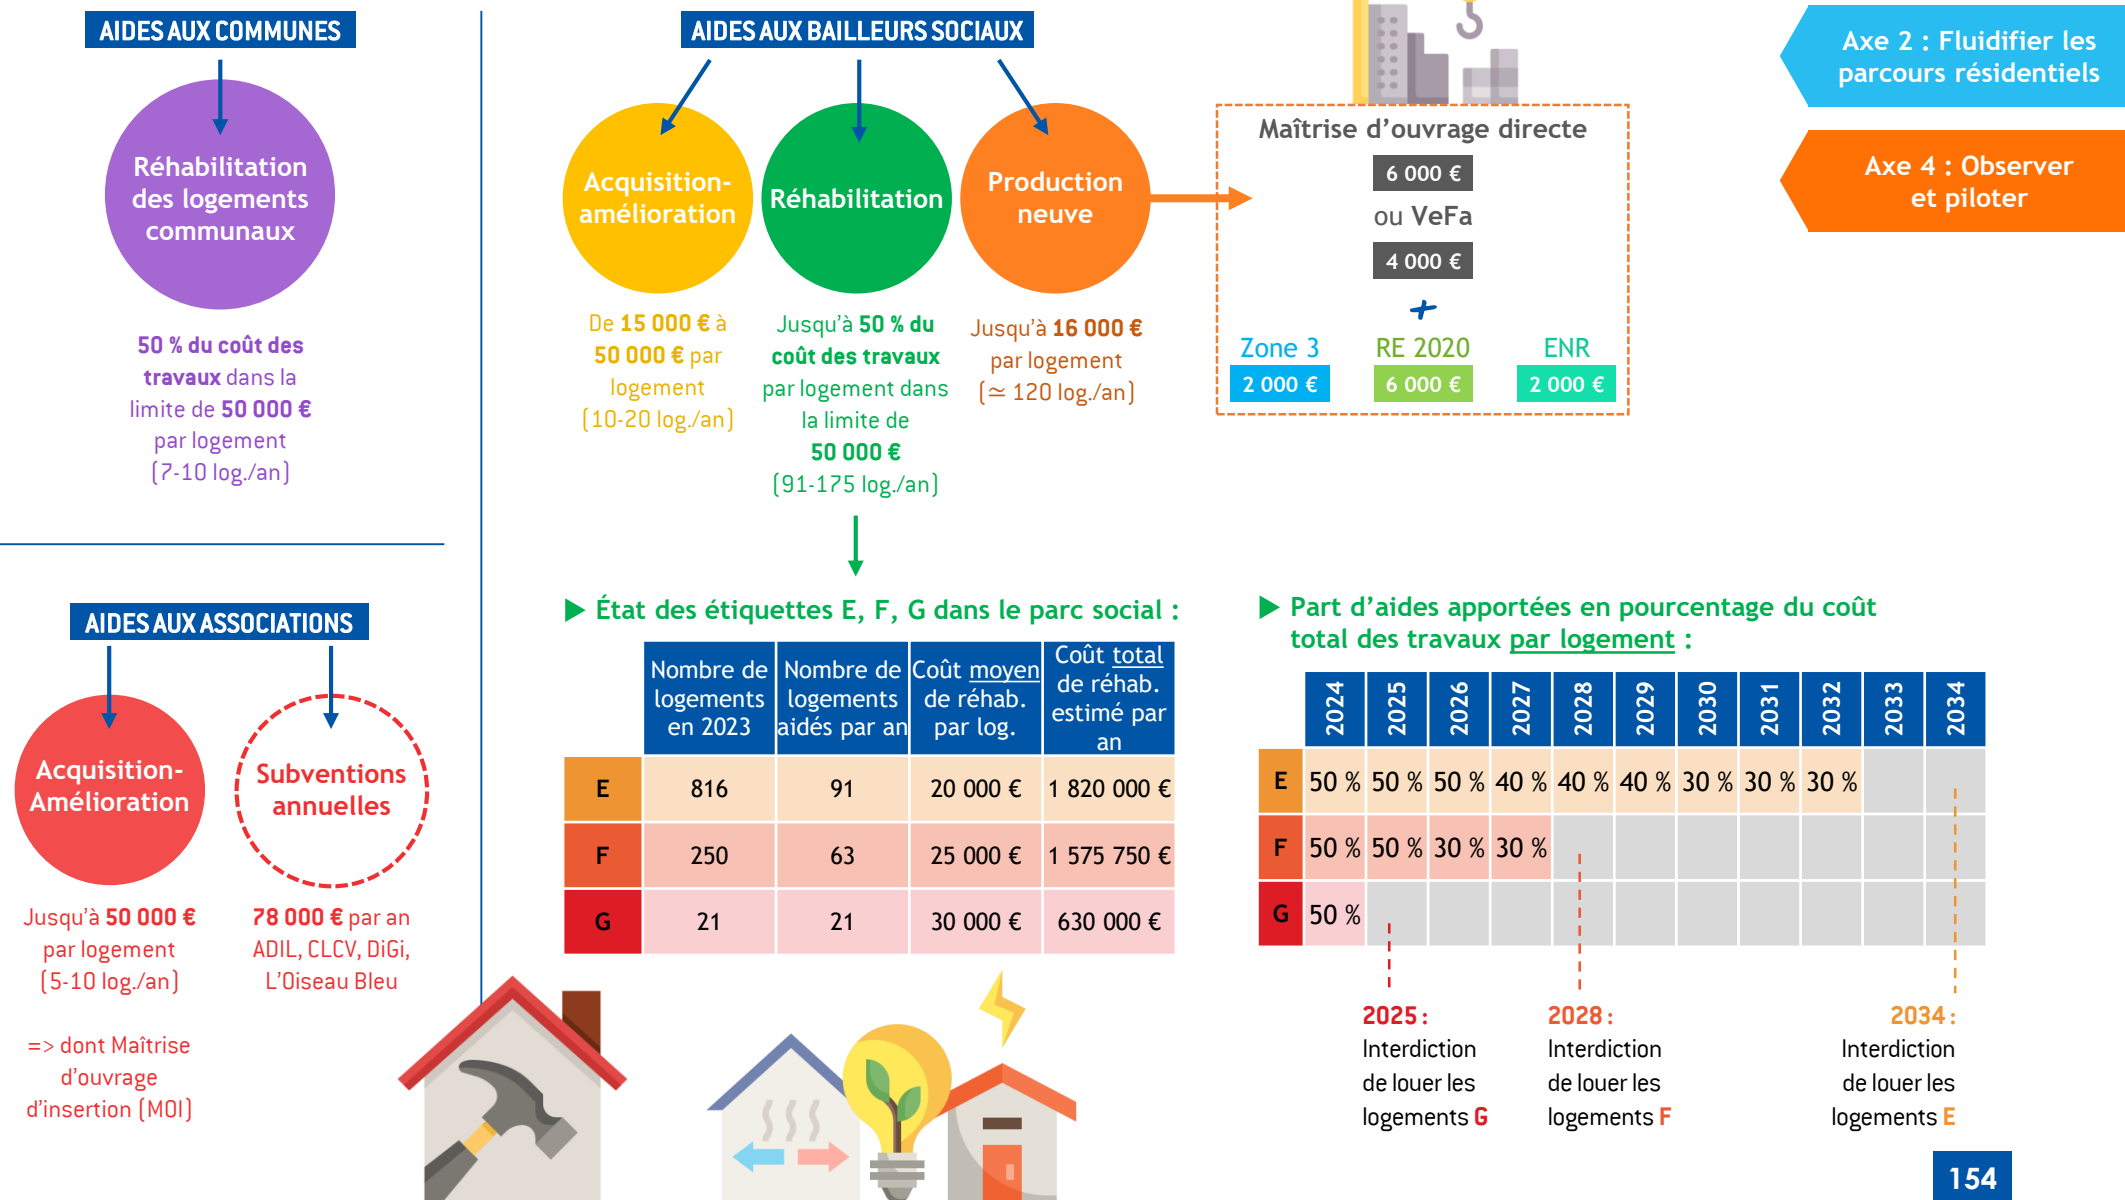 AIDES AUX COMMUNES
Réhabilitation
des logements
communaux
50 % du coût des
travaux dans la
limite de 50 000 €
par logement
(7-10 log./an)
AIDES AUX ASSOCIATIONS
Acquisition-
Amélioration
Jusqu'à 50 000 €
par logement
(5-10 log./an)
=> dont Maîtrise
d'ouvrage
d'insertion (MOI)
Subventions
annuelles
78 000 € par an
ADIL, CLCV, DiGi,
L'Oiseau Bleu
AIDES AUX BAILLEURS SOCIAUX
Acquisition-
amélioration
De 15 000 € à
50 000 € par
logement
(10-20 log./an)
Réhabilitation
Jusqu'à 50 % du
coût des travaux
par logement dans
la limite de
50 000 €
(91-175 log./an)
Production
neuve
Jusqu'à 16 000 €
par logement
(≃ 120 log./an)
Maîtrise d'ouvrage directe
6 000 €
ou VeFa
4 000 €
+
Zone 3 RE 2020 ENR
2 000 € 6 000 € 2 000 €
Axe 2 : Fluidifier les
parcours résidentiels
Axe 4 : Observer
et piloter
État des étiquettes E, F, G dans le parc social :
Nombre de
logements
en 2023
Nombre de
logements
aidés par an
Coût moyen
de réhab.
par log.
Coût total
de réhab.
estimé par
an
E 816 91 20 000 € 1 820 000 €
F 250 63 25 000 € 1 575 750 €
G 21 21 30 000 € 630 000 €
Part d'aides apportées en pourcentage du coût
total des travaux par logement :
2024 2025 2026 2027 2028 2029 2030 2031 2032 2033 2034
E 50 % 50 % 50 % 40 % 40 % 40 % 30 % 30 % 30 %
F 50 % 50 % 30 % 30 %
G 50 %
2025 :
Interdiction
de louer les
logements G
2028 :
Interdiction
de louer les
logements F
2034 :
Interdiction
de louer les
logements E
154